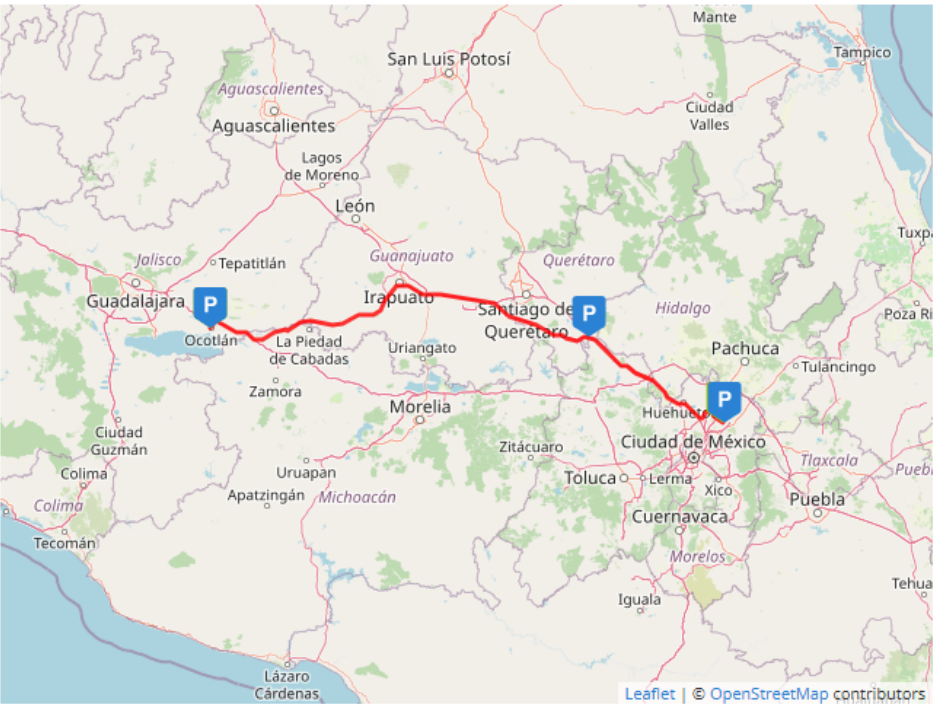 Mante
Tampico
San Luis Potosí
Aguascalientes
Ciudad
Valles
Aguascalientes
Lagos
de Moreno
León
Tuxpa
Jalisco
Tepatitlán
Guanajuato
Querétaro
Guadalajara
P
Irapuato
Santiago de
Querétaro
P
Hidalgo
Poza Ri
Ocotlán
La Piedad
de Cabadas
Uriangato
Pachuca
Tulancingo
Zamora
P
Morelia
Huehueto
Ciudad
Guzmán
Zitácuaro
Ciudad de México
Tlaxcala
Colima
Uruapan
Toluca
Lerma
Xico
Puebl
Apatzingán
Michoacán
Puebla
Colima
Cuernavaca
Tecomán
Morelos
Tehua
Iguala
Lázaro
Cárdenas
Leaflet | © OpenStreetMap contributors